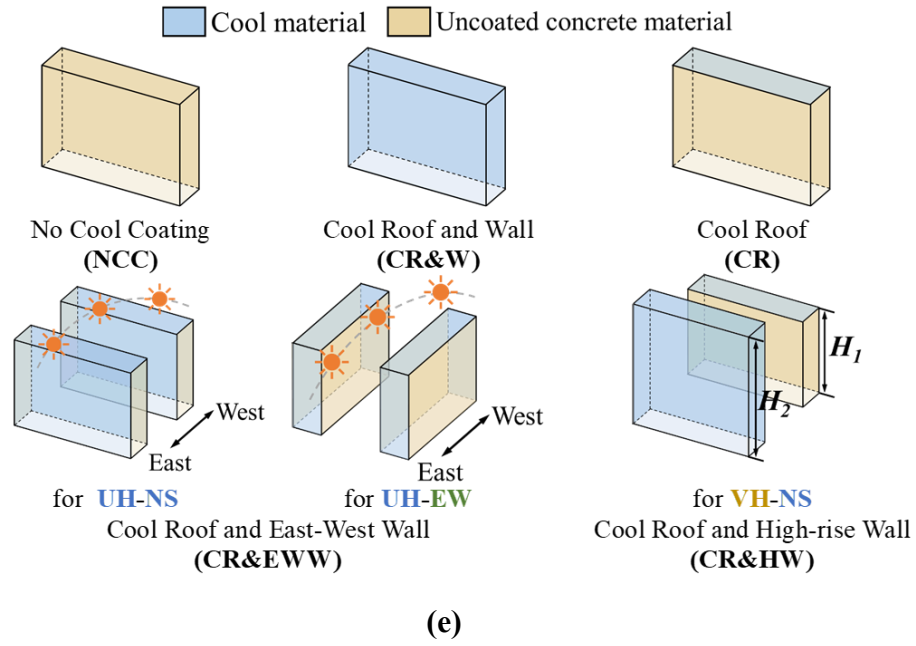 Cool material Uncoated concrete material
No Cool Coating
(NCC)
Cool Roof and Wall
(CR&W)
Cool Roof
(CR)
West
East
West
East
H₁
H₂
for UH-NS
for UH-EW
Cool Roof and East-West Wall
(CR&EWW)
for VH-NS
Cool Roof and High-rise Wall
(CR&HW)
(e)